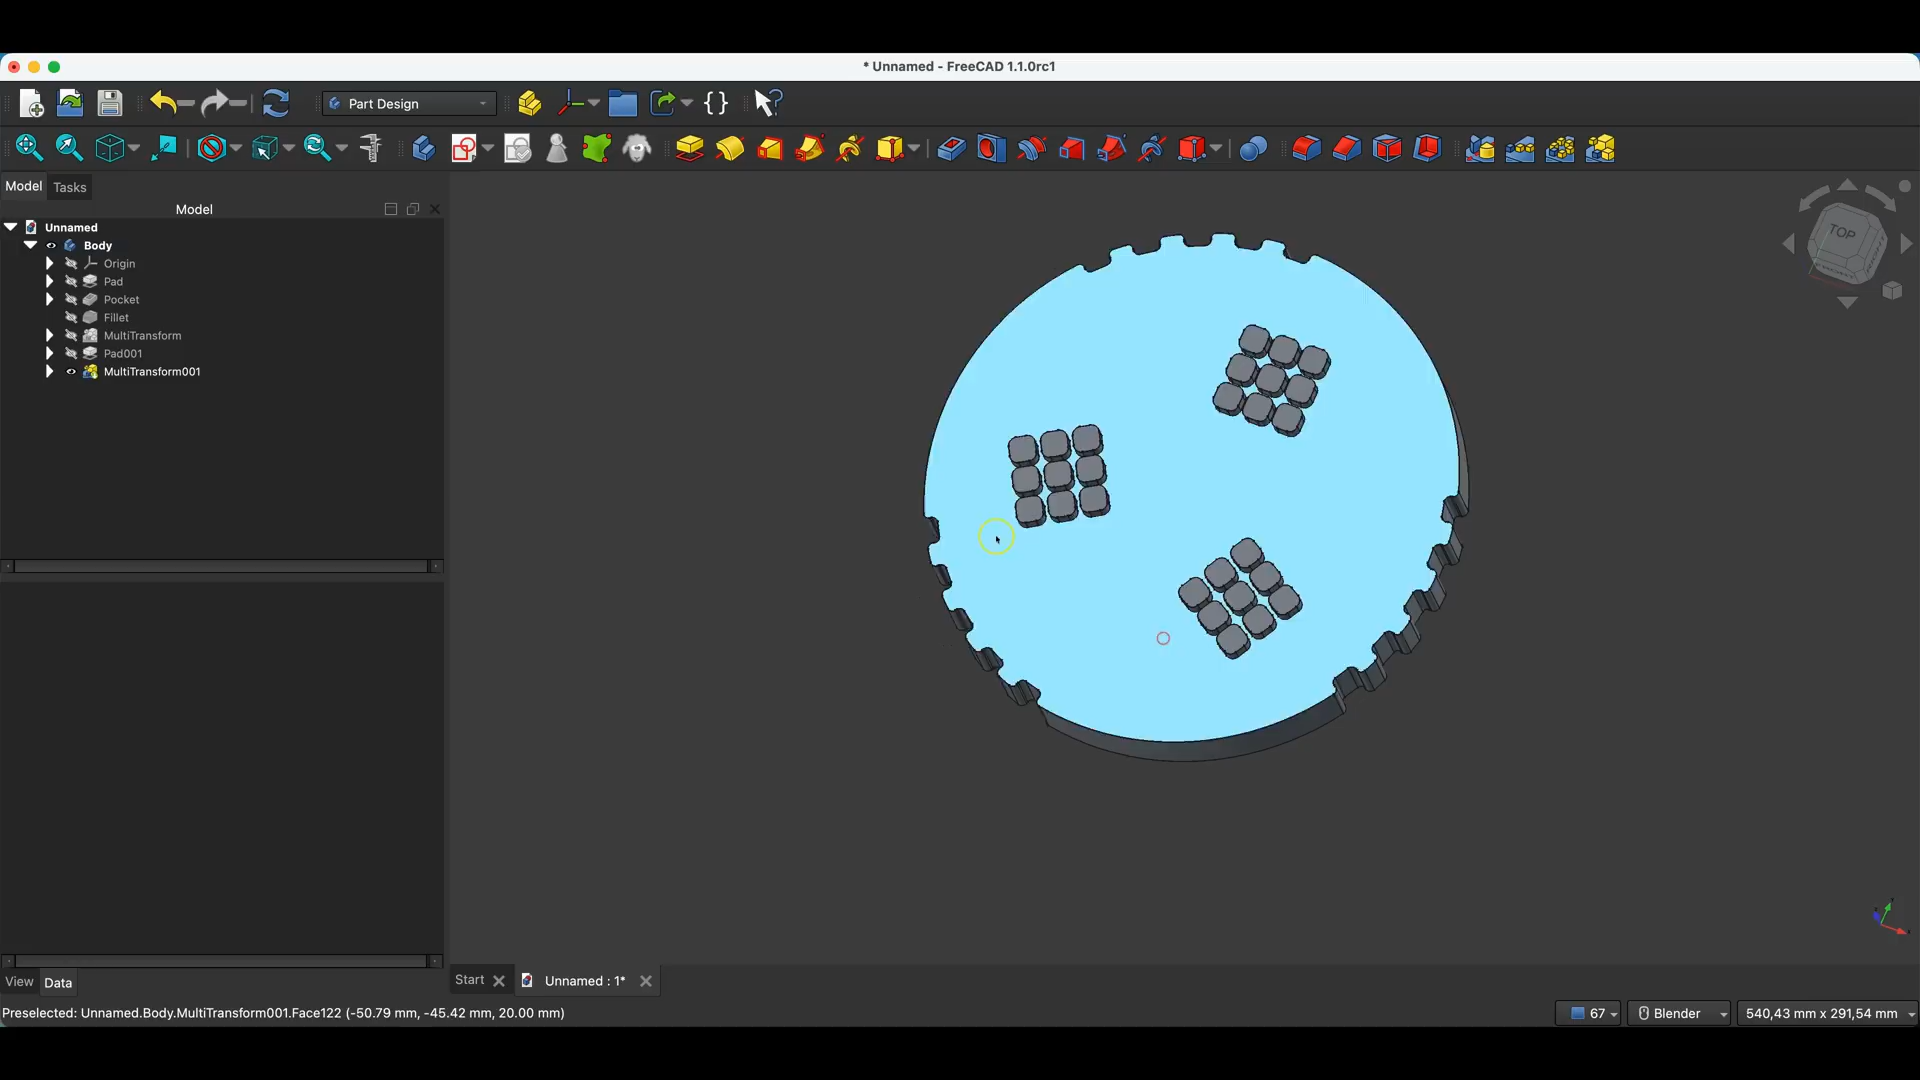 * Unnamed - FreeCAD 1.1.0rc1
Part Design
Model
Tasks
Model
Unnamed
Body
Origin
Pad
Pocket
Fillet
MultiTransform
Pad001
MultiTransform001
TOP
View
Data
Start
Unnamed : 1*
Preselected: Unnamed.Body.MultiTransform001.Face122 (-50.79 mm, -45.42 mm, 20.00 mm)
67
Blender
540,43 mm x 291,54 mm